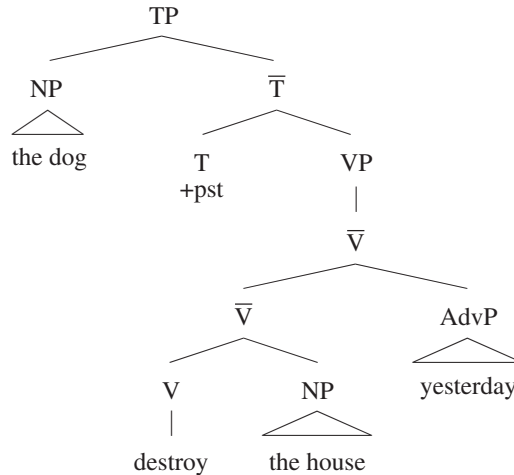 TP
NP T̅
the dog T VP
+pst
V̅
V̅ AdvP
V NP yesterday
destroy the house